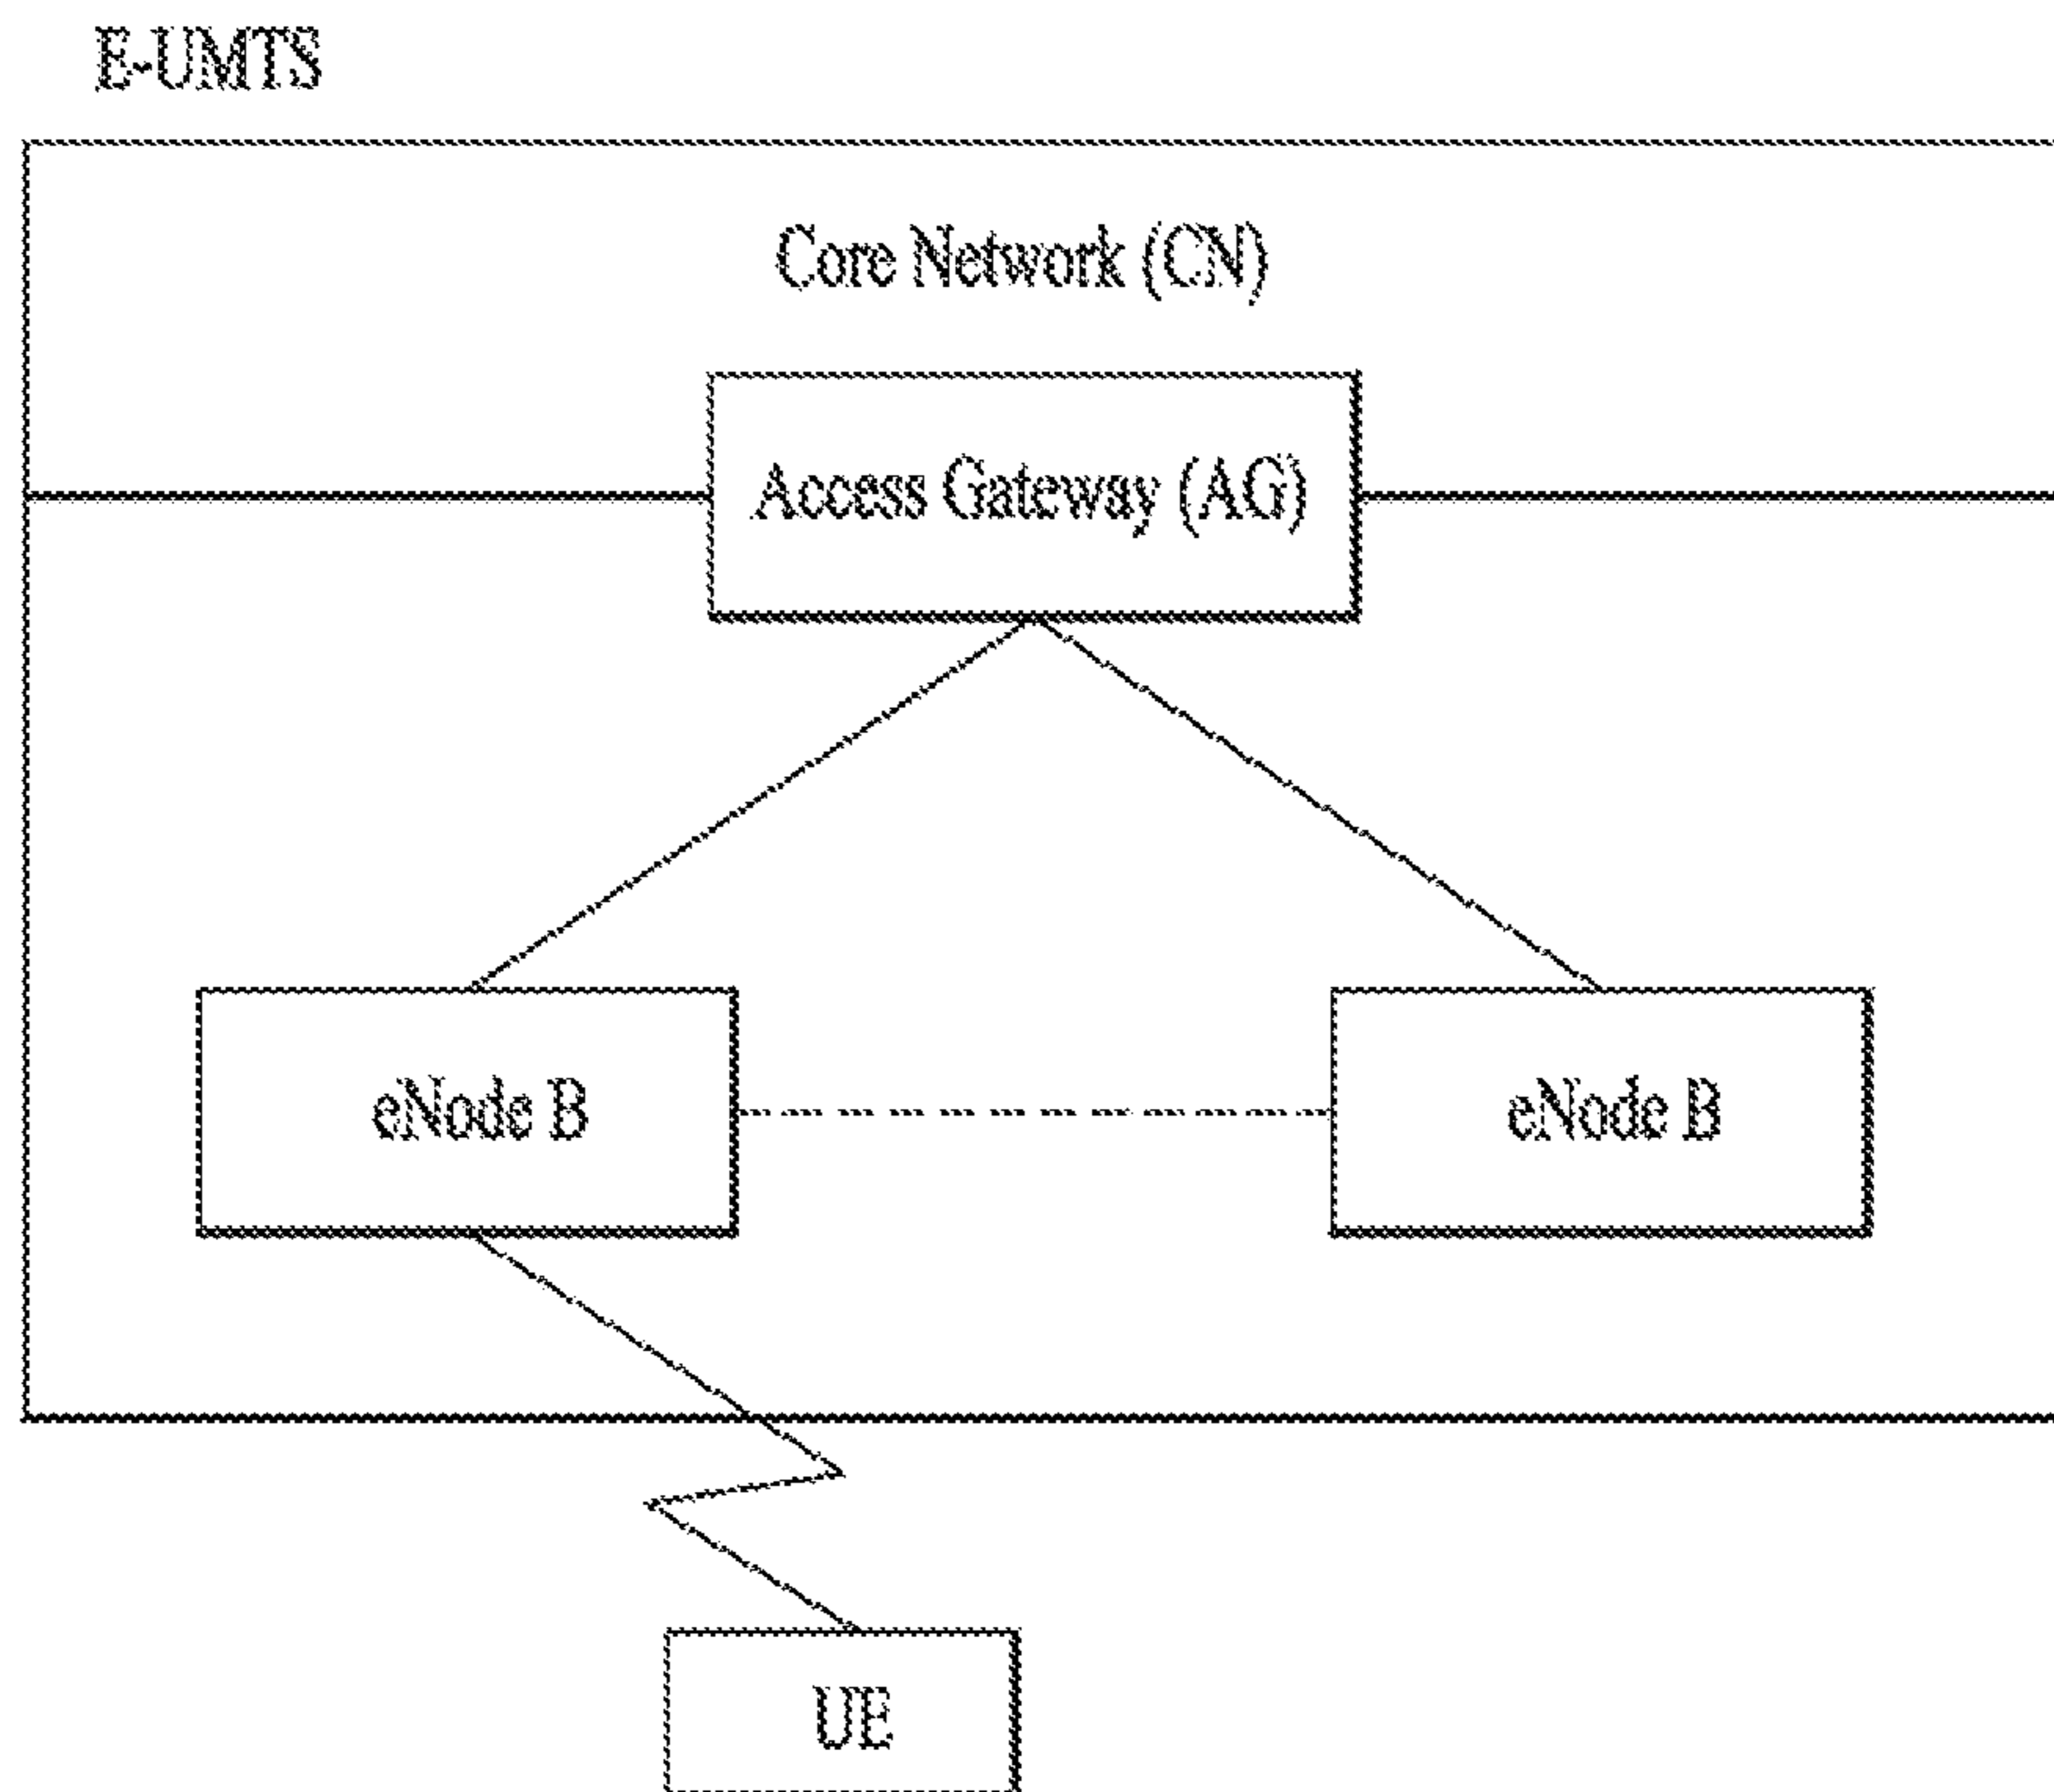 E-UMTS
Core Network (CN)
Access Gateway (AG)
eNode B
eNode B
UE